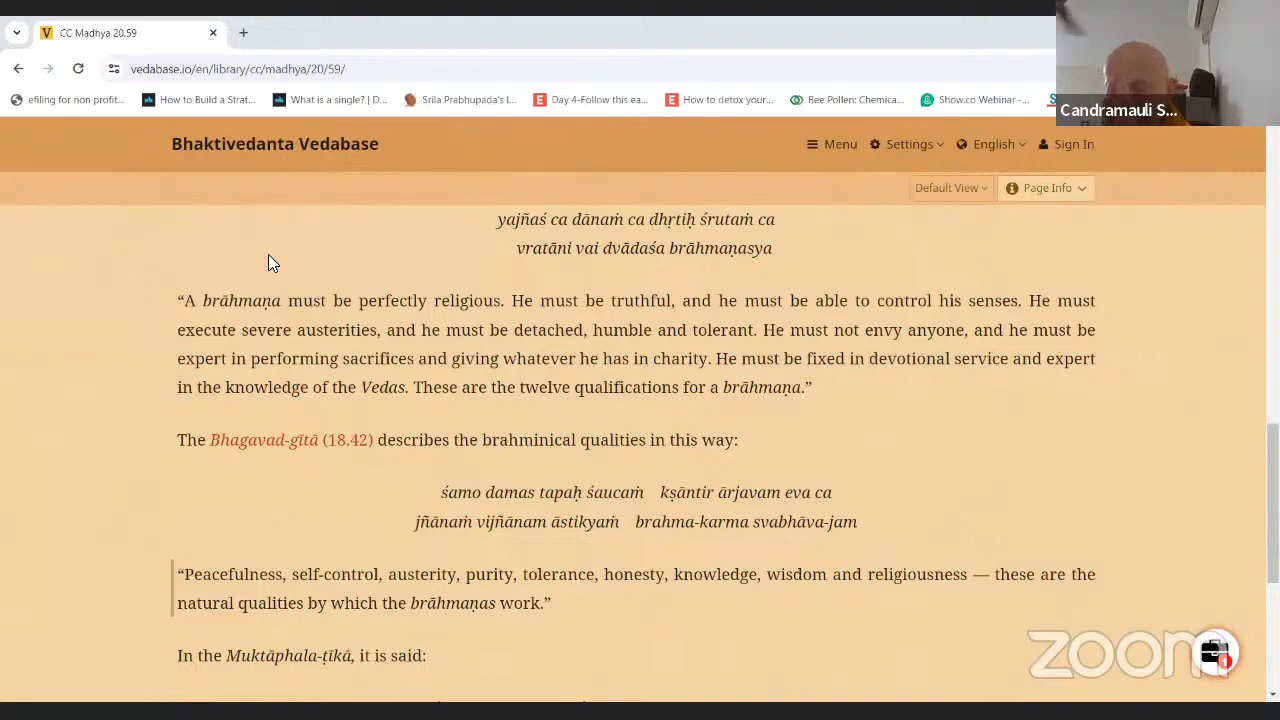 CC Madhya 20.59
vedabase.io/en/library/cc/madhya/20/59/
efiling for non profit...
How to Build a Strat...
What is a single? | D...
Srila Prabhupada's l...
Day 4-Follow this ea...
How to detox your...
Bee Pollen: Chemica...
Show.co Webinar -...
Candramauli S...
Bhaktivedanta Vedabase
Menu
Settings
English
Sign In
Default View
Page Info
yajñaś ca dānaṁ ca dhṛtiḥ śrutaṁ ca
vratāni vai dvādaśa brāhmaṇasya
“A brāhmaṇa must be perfectly religious. He must be truthful, and he must be able to control his senses. He must
execute severe austerities, and he must be detached, humble and tolerant. He must not envy anyone, and he must be
expert in performing sacrifices and giving whatever he has in charity. He must be fixed in devotional service and expert
in the knowledge of the Vedas. These are the twelve qualifications for a brāhmaṇa.”
The Bhagavad-gītā (18.42) describes the brahminical qualities in this way:
śamo damas tapaḥ śaucaṁ kṣāntir ārjavam eva ca
jñānaṁ vijñānam āstikyaṁ brahma-karma svabhāva-jam
“Peacefulness, self-control, austerity, purity, tolerance, honesty, knowledge, wisdom and religiousness — these are the
natural qualities by which the brāhmaṇas work.”
In the Muktāphala-ṭīkā, it is said:
zoom
1